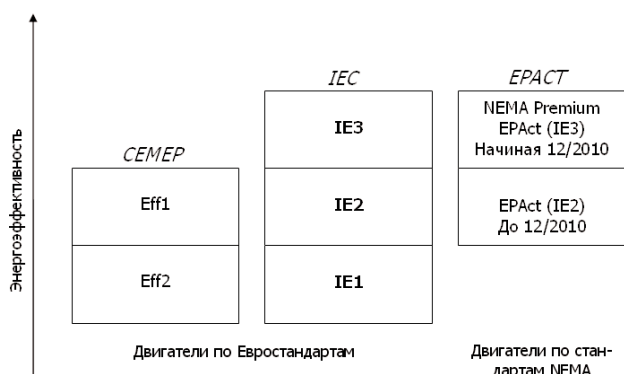 Энергоэффективность
CEMEP
Eff1
Eff2
IEC
IE3
IE2
IE1
EPACT
NEMA Premium
EPAct (IE3)
Начиная 12/2010
EPAct (IE2)
До 12/2010
Двигатели по Евростандартам
Двигатели по стан-
дартам NEMA